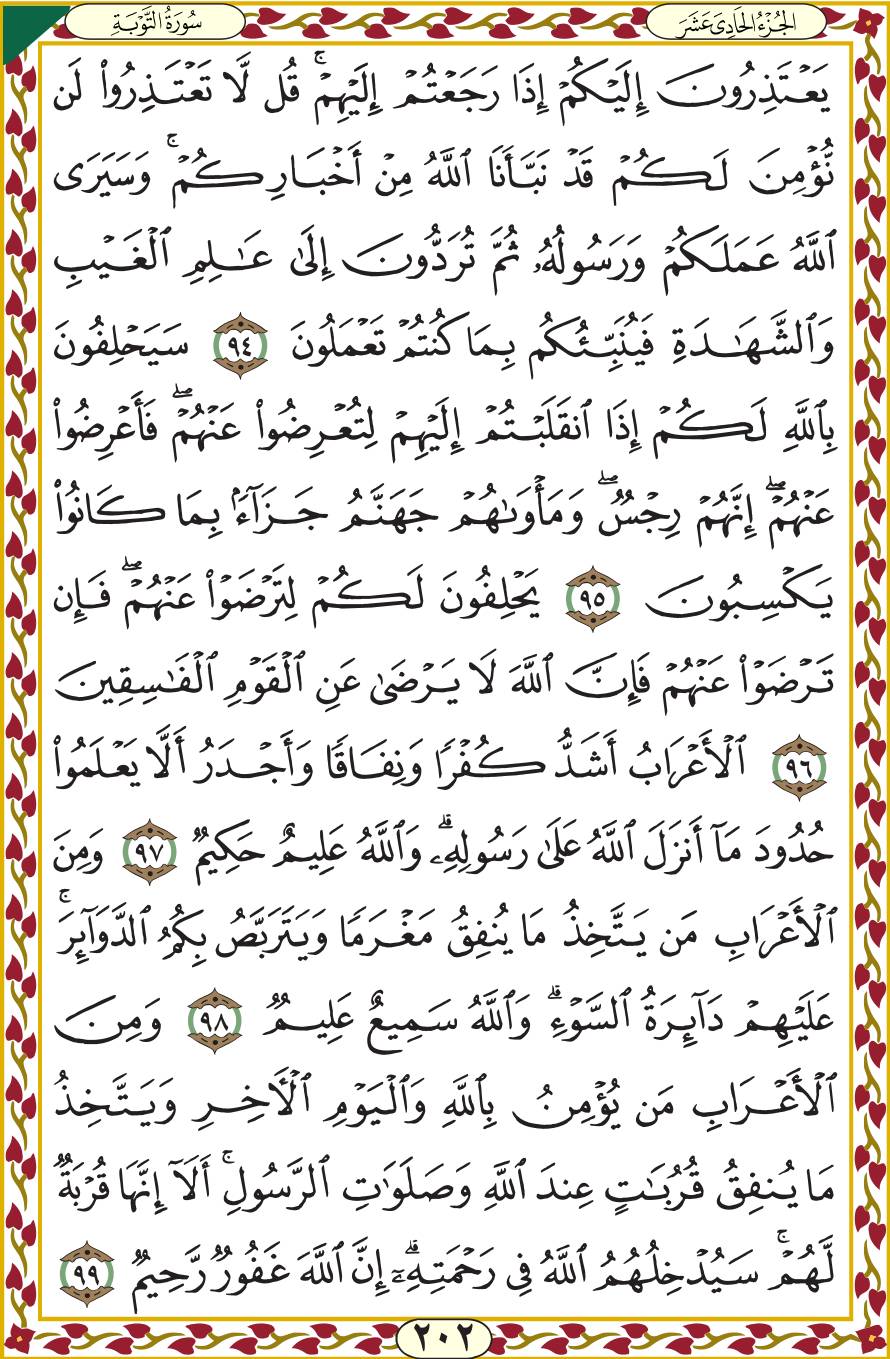 الجُزْءُ الحَادِىَ عَشَرَ
سُورَةُ التَّوْبَةِ
يَعْتَذِرُونَ إِلَيْكُمْ إِذَا رَجَعْتُمْ إِلَيْهِمْ ۚ قُل لَّا تَعْتَذِرُوا۟ لَن
نُّؤْمِنَ لَكُمْ قَدْ نَبَّأَنَا ٱللَّهُ مِنْ أَخْبَارِكُمْ ۚ وَسَيَرَى
ٱللَّهُ عَمَلَكُمْ وَرَسُولُهُۥ ثُمَّ تُرَدُّونَ إِلَىٰ عَـٰلِمِ ٱلْغَيْبِ
وَٱلشَّهَـٰدَةِ فَيُنَبِّئُكُم بِمَا كُنتُمْ تَعْمَلُونَ ٩٤ سَيَحْلِفُونَ
بِٱللَّهِ لَكُمْ إِذَا ٱنقَلَبْتُمْ إِلَيْهِمْ لِتُعْرِضُوا۟ عَنْهُمْ ۖ فَأَعْرِضُوا۟
عَنْهُمْ ۖ إِنَّهُمْ رِجْسٌ ۖ وَمَأْوَىٰهُمْ جَهَنَّمُ جَزَآءًۢ بِمَا كَانُوا۟
يَكْسِبُونَ ٩٥ يَحْلِفُونَ لَكُمْ لِتَرْضَوْا۟ عَنْهُمْ ۖ فَإِن
تَرْضَوْا۟ عَنْهُمْ فَإِنَّ ٱللَّهَ لَا يَرْضَىٰ عَنِ ٱلْقَوْمِ ٱلْفَـٰسِقِينَ
٩٦ ٱلْأَعْرَابُ أَشَدُّ كُفْرًا وَنِفَاقًا وَأَجْدَرُ أَلَّا يَعْلَمُوا۟
حُدُودَ مَآ أَنزَلَ ٱللَّهُ عَلَىٰ رَسُولِهِۦ ۗ وَٱللَّهُ عَلِيمٌ حَكِيمٌ ٩٧ وَمِنَ
ٱلْأَعْرَابِ مَن يَتَّخِذُ مَا يُنفِقُ مَغْرَمًا وَيَتَرَبَّصُ بِكُمُ ٱلدَّوَآئِرَ ۚ
عَلَيْهِمْ دَآئِرَةُ ٱلسَّوْءِ ۗ وَٱللَّهُ سَمِيعٌ عَلِيمٌ ٩٨ وَمِنَ
ٱلْأَعْرَابِ مَن يُؤْمِنُ بِٱللَّهِ وَٱلْيَوْمِ ٱلْـَٔاخِرِ وَيَتَّخِذُ
مَا يُنفِقُ قُرُبَـٰتٍ عِندَ ٱللَّهِ وَصَلَوَٰتِ ٱلرَّسُولِ ۚ أَلَآ إِنَّهَا قُرْبَةٌ
لَّهُمْ ۚ سَيُدْخِلُهُمُ ٱللَّهُ فِى رَحْمَتِهِۦٓ ۗ إِنَّ ٱللَّهَ غَفُورٌ رَّحِيمٌ ٩٩
٢٠٢